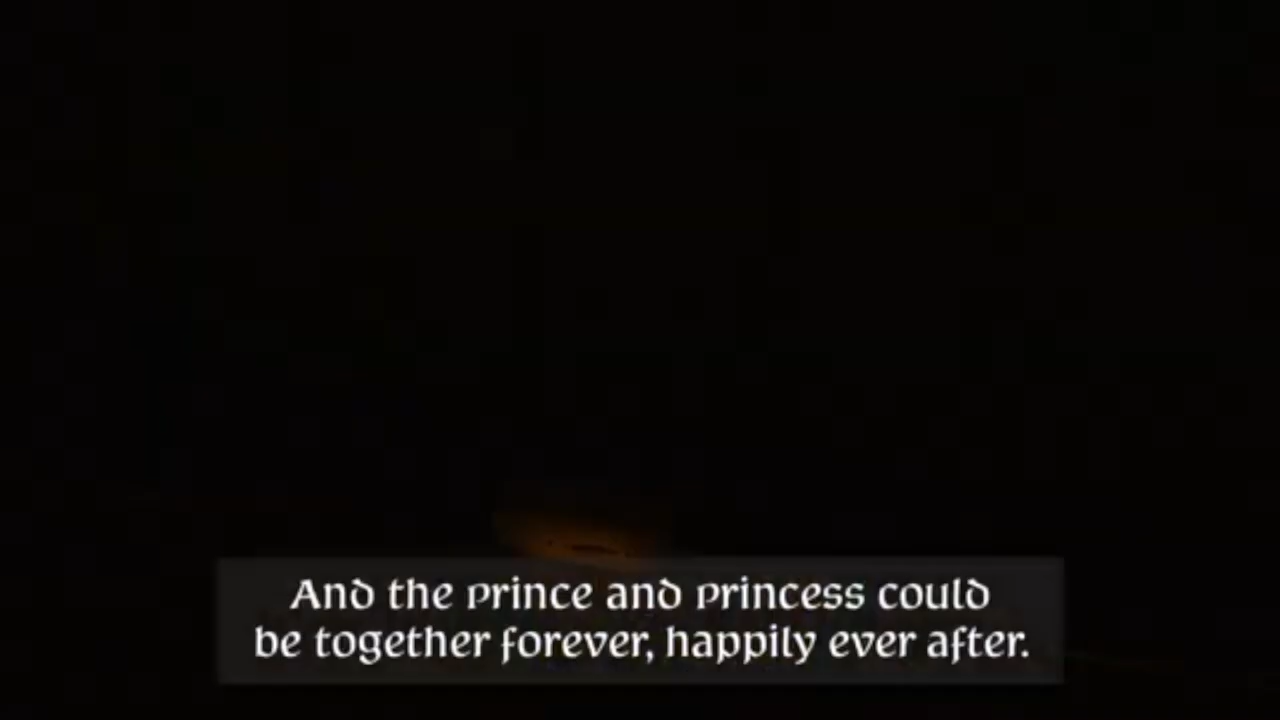 And the prince and princess could
be together forever, happily ever after.